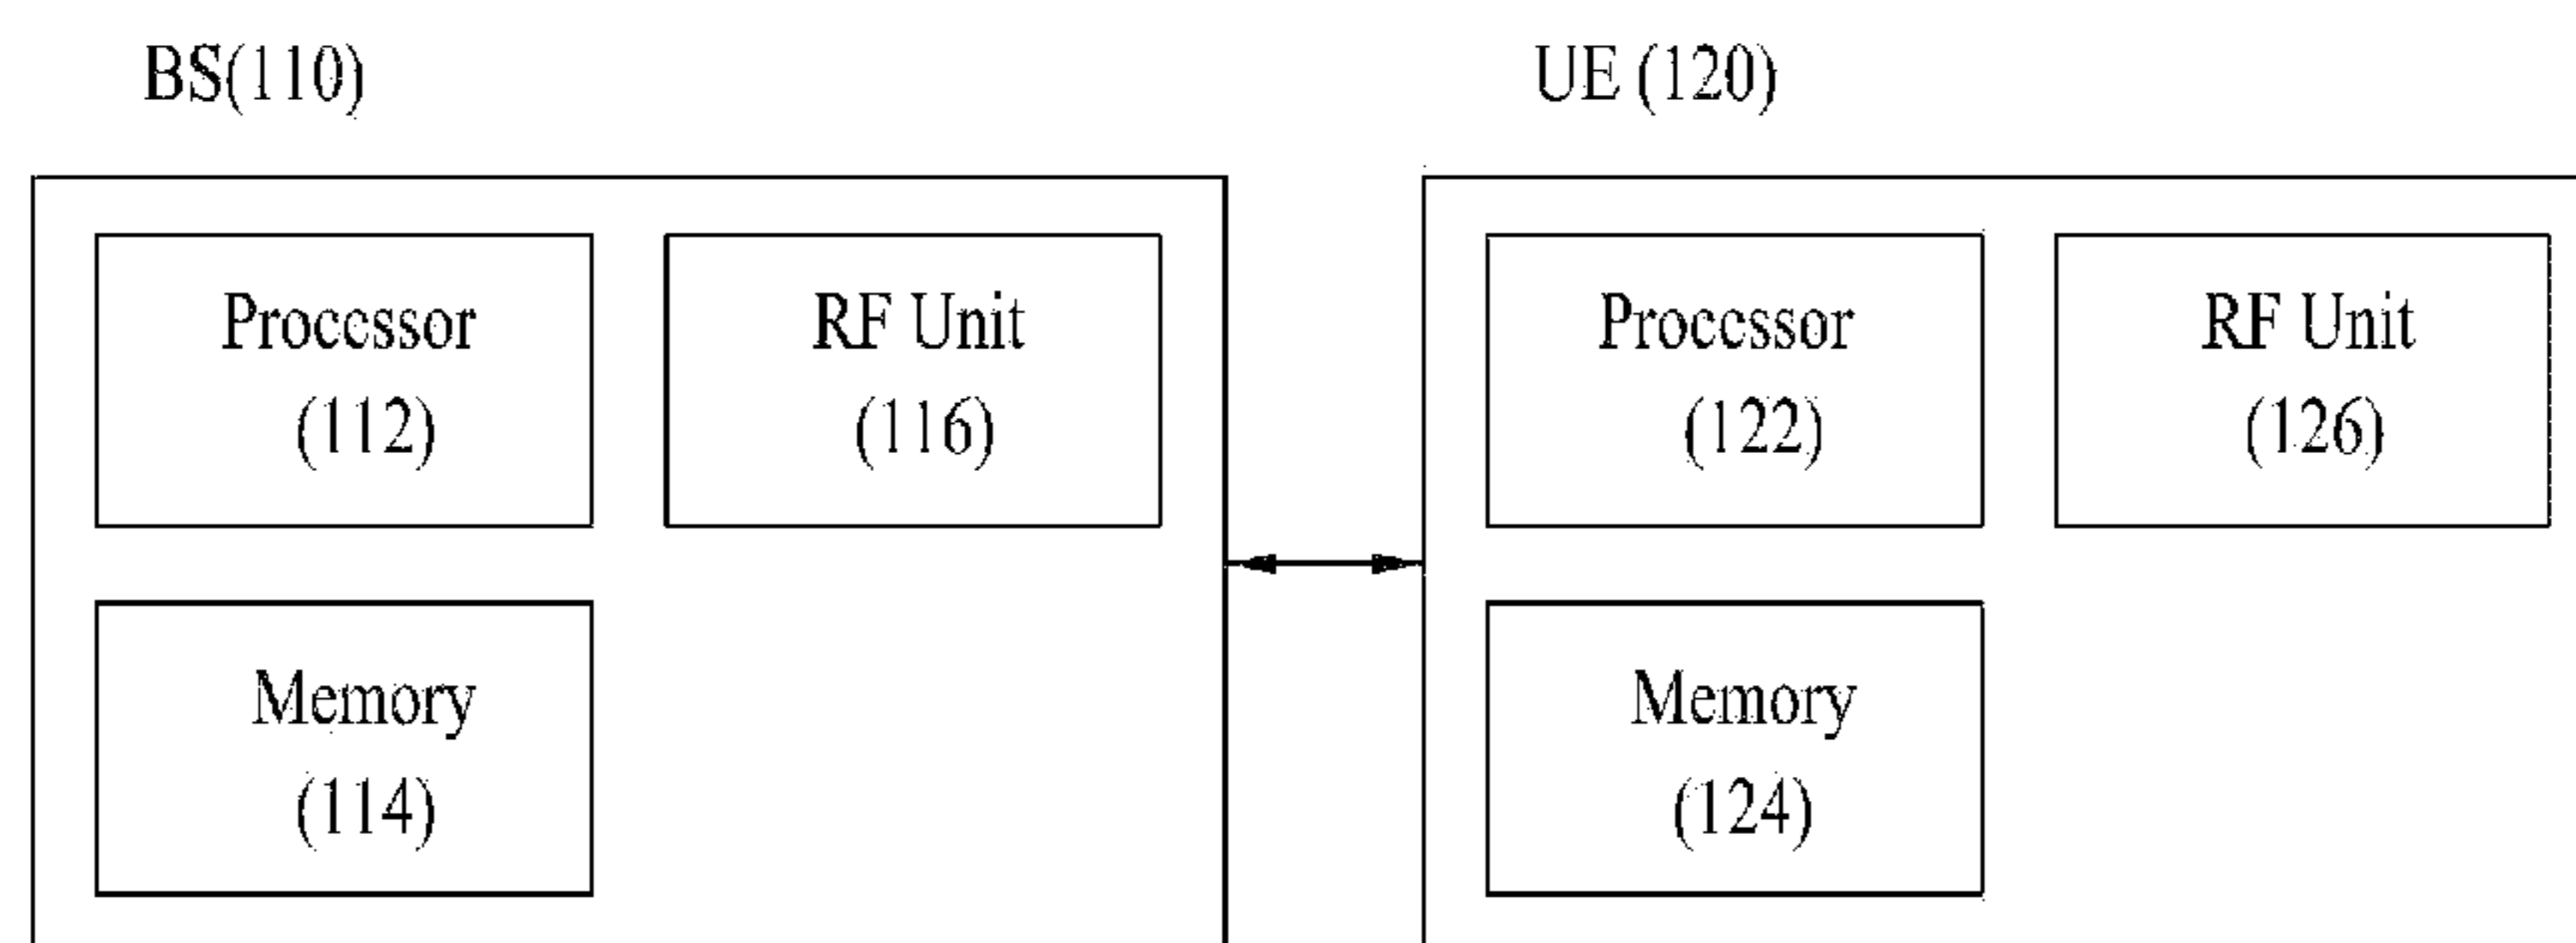 BS(110)
UE (120)
Processor
(112)
RF Unit
(116)
Processor
(122)
RF Unit
(126)
Memory
(114)
Memory
(124)